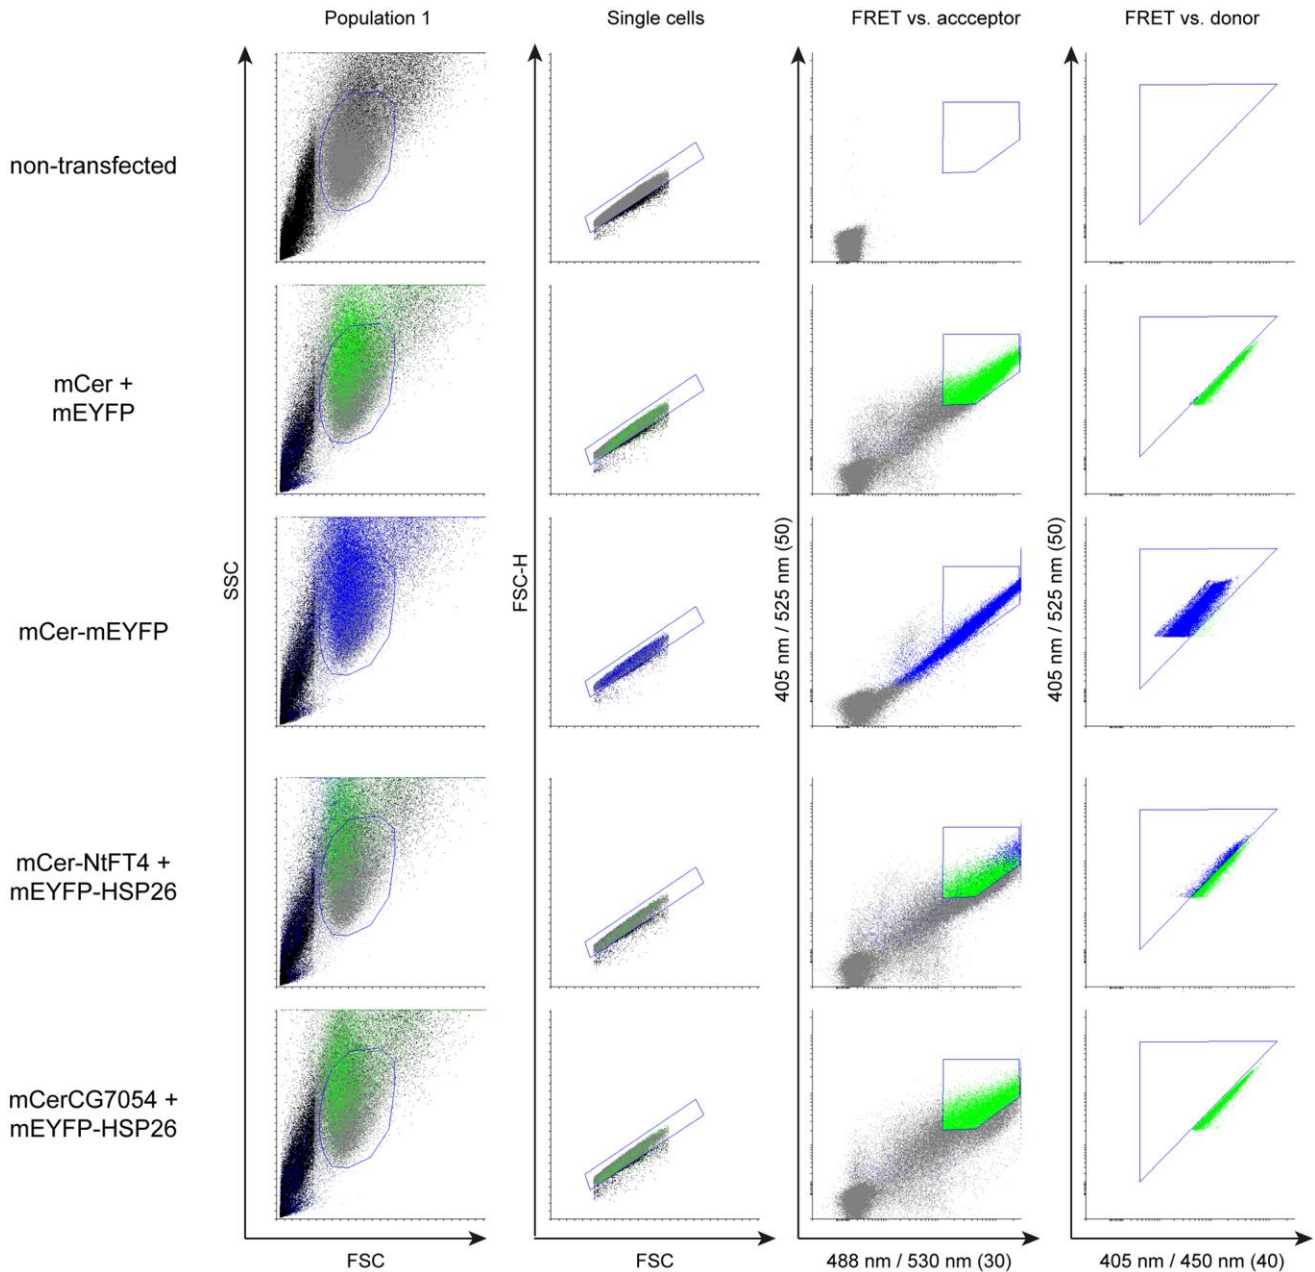 Population 1
Single cells
FRET vs. accceptor
FRET vs. donor
non-transfected
mCer +
mEYFP
mCer-mEYFP
mCer-NtFT4 +
mEYFP-HSP26
mCerCG7054 +
mEYFP-HSP26
SSC
FSC-H
405 nm / 525 nm (50)
405 nm / 525 nm (50)
FSC
FSC
488 nm / 530 nm (30)
405 nm / 450 nm (40)